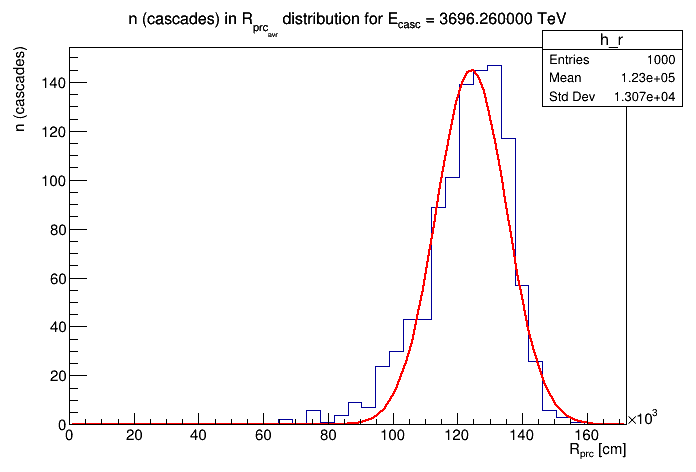 n (cascades) in R_prc_awr distribution for E_casc = 3696.260000 TeV
h_r
Entries 1000
Mean 1.23e+05
Std Dev 1.307e+04
n (cascades)
140
120
100
80
60
40
20
0
0 20 40 60 80 100 120 140 160
×10³
R_prc [cm]